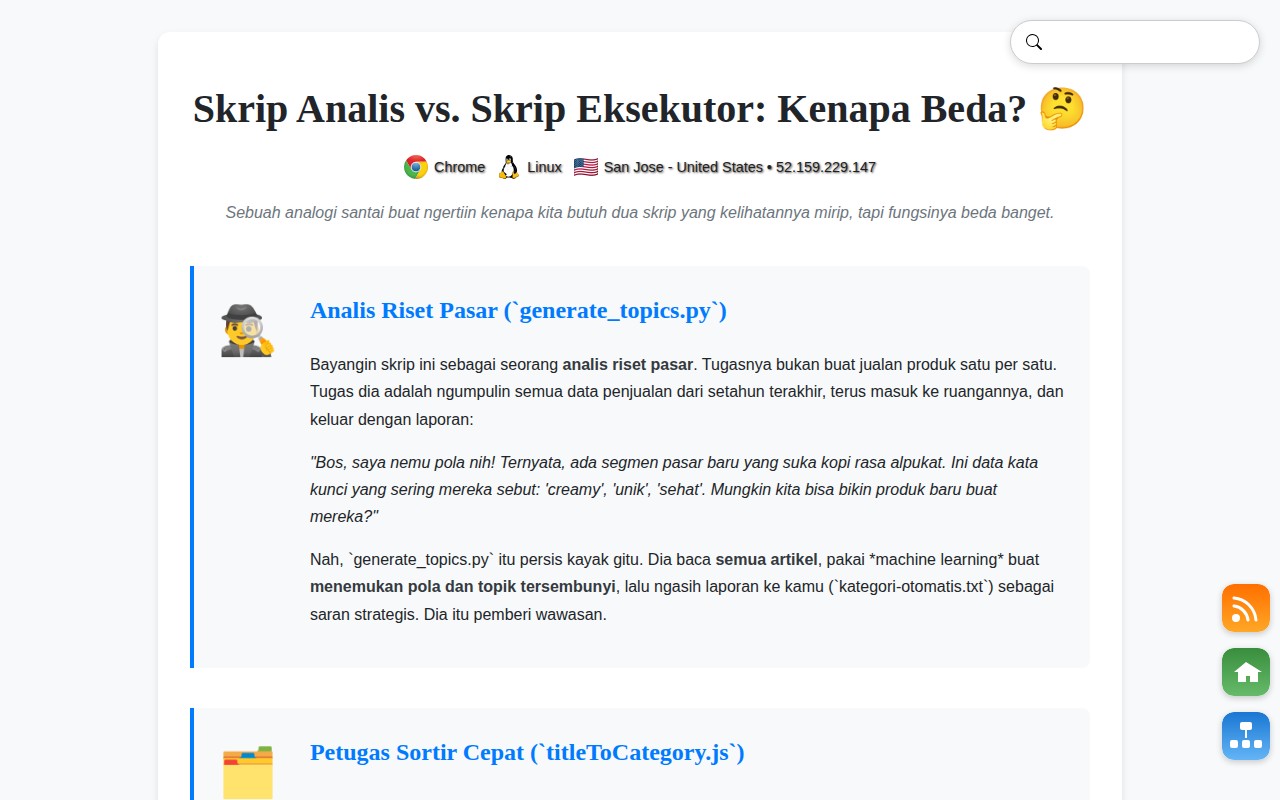 Skrip Analis vs. Skrip Eksekutor: Kenapa Beda? 🤔
Chrome Linux San Jose - United States • 52.159.229.147
Sebuah analogi santai buat ngertiin kenapa kita butuh dua skrip yang kelihatannya mirip, tapi fungsinya beda banget.
Analis Riset Pasar (`generate_topics.py`)
Bayangin skrip ini sebagai seorang analis riset pasar. Tugasnya bukan buat jualan produk satu per satu.
Tugas dia adalah ngumpulin semua data penjualan dari setahun terakhir, terus masuk ke ruangannya, dan
keluar dengan laporan:
"Bos, saya nemu pola nih! Ternyata, ada segmen pasar baru yang suka kopi rasa alpukat. Ini data kata
kunci yang sering mereka sebut: 'creamy', 'unik', 'sehat'. Mungkin kita bisa bikin produk baru buat
mereka?"
Nah, `generate_topics.py` itu persis kayak gitu. Dia baca semua artikel, pakai *machine learning* buat
menemukan pola dan topik tersembunyi, lalu ngasih laporan ke kamu (`kategori-otomatis.txt`) sebagai
saran strategis. Dia itu pemberi wawasan.
Petugas Sortir Cepat (`titleToCategory.js`)